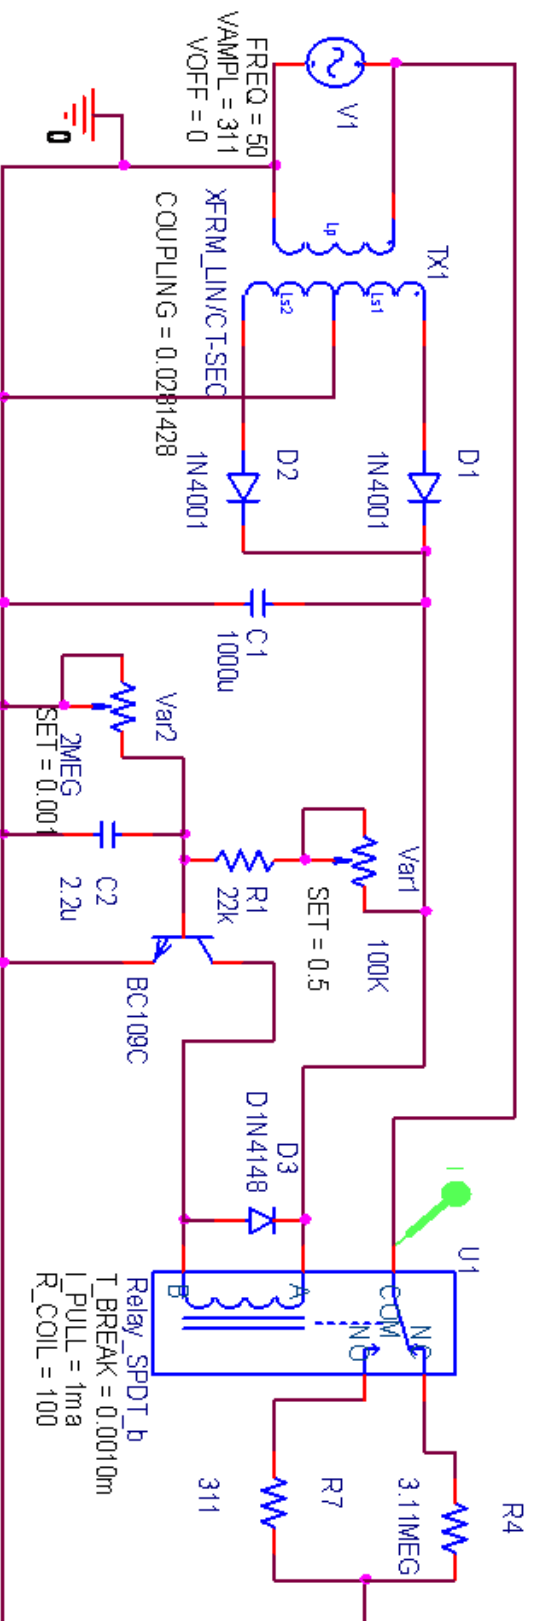 V1
FREQ = 50
VAMPL = 311
VOFF = 0
0
TX1
Lp
Ls1
Ls2
XFRM_LIN/CT-SEC
COUPLING = 0.0281428
D1
1N4001
D2
1N4001
C1
1000u
Var2
2MEG
SET = 0.001
C2
2.2u
R1
22k
Var1
100K
SET = 0.5
BC109C
D3
D1N4148
I
U1
COM
NC
NO
A
B
Relay_SPDT_b
T_BREAK = 0.0010m
I_PULL = 1ma
R_COIL = 100
R4
3.11MEG
R7
311